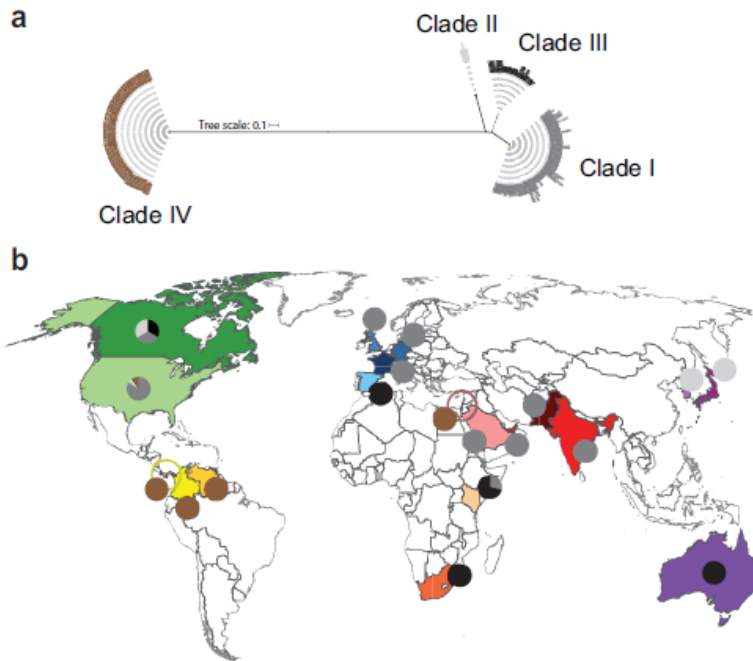 a
Clade II
Clade III
Tree scale: 0.1
Clade I
Clade IV
b